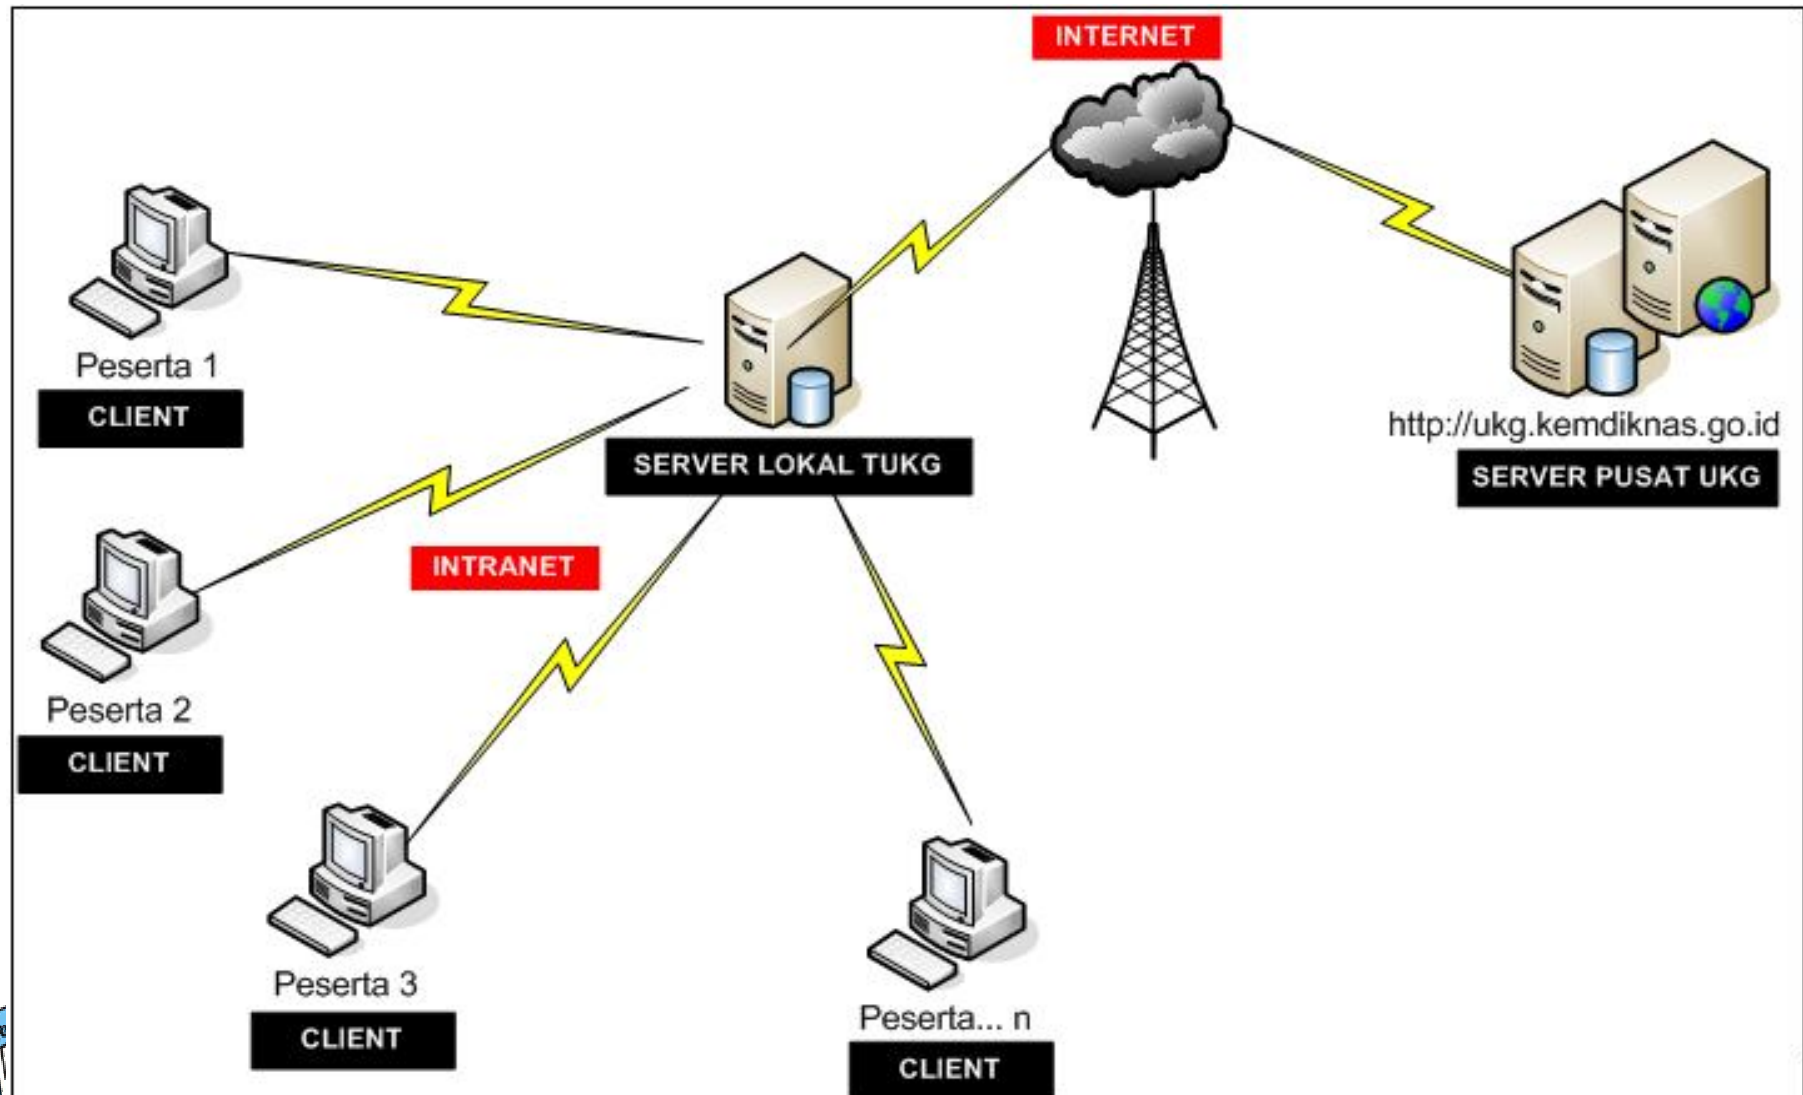 INTERNET
Peserta 1
CLIENT
http://ukg.kemdiknas.go.id
SERVER LOKAL TUKG
SERVER PUSAT UKG
INTRANET
Peserta 2
CLIENT
Peserta 3
CLIENT
Peserta... n
CLIENT